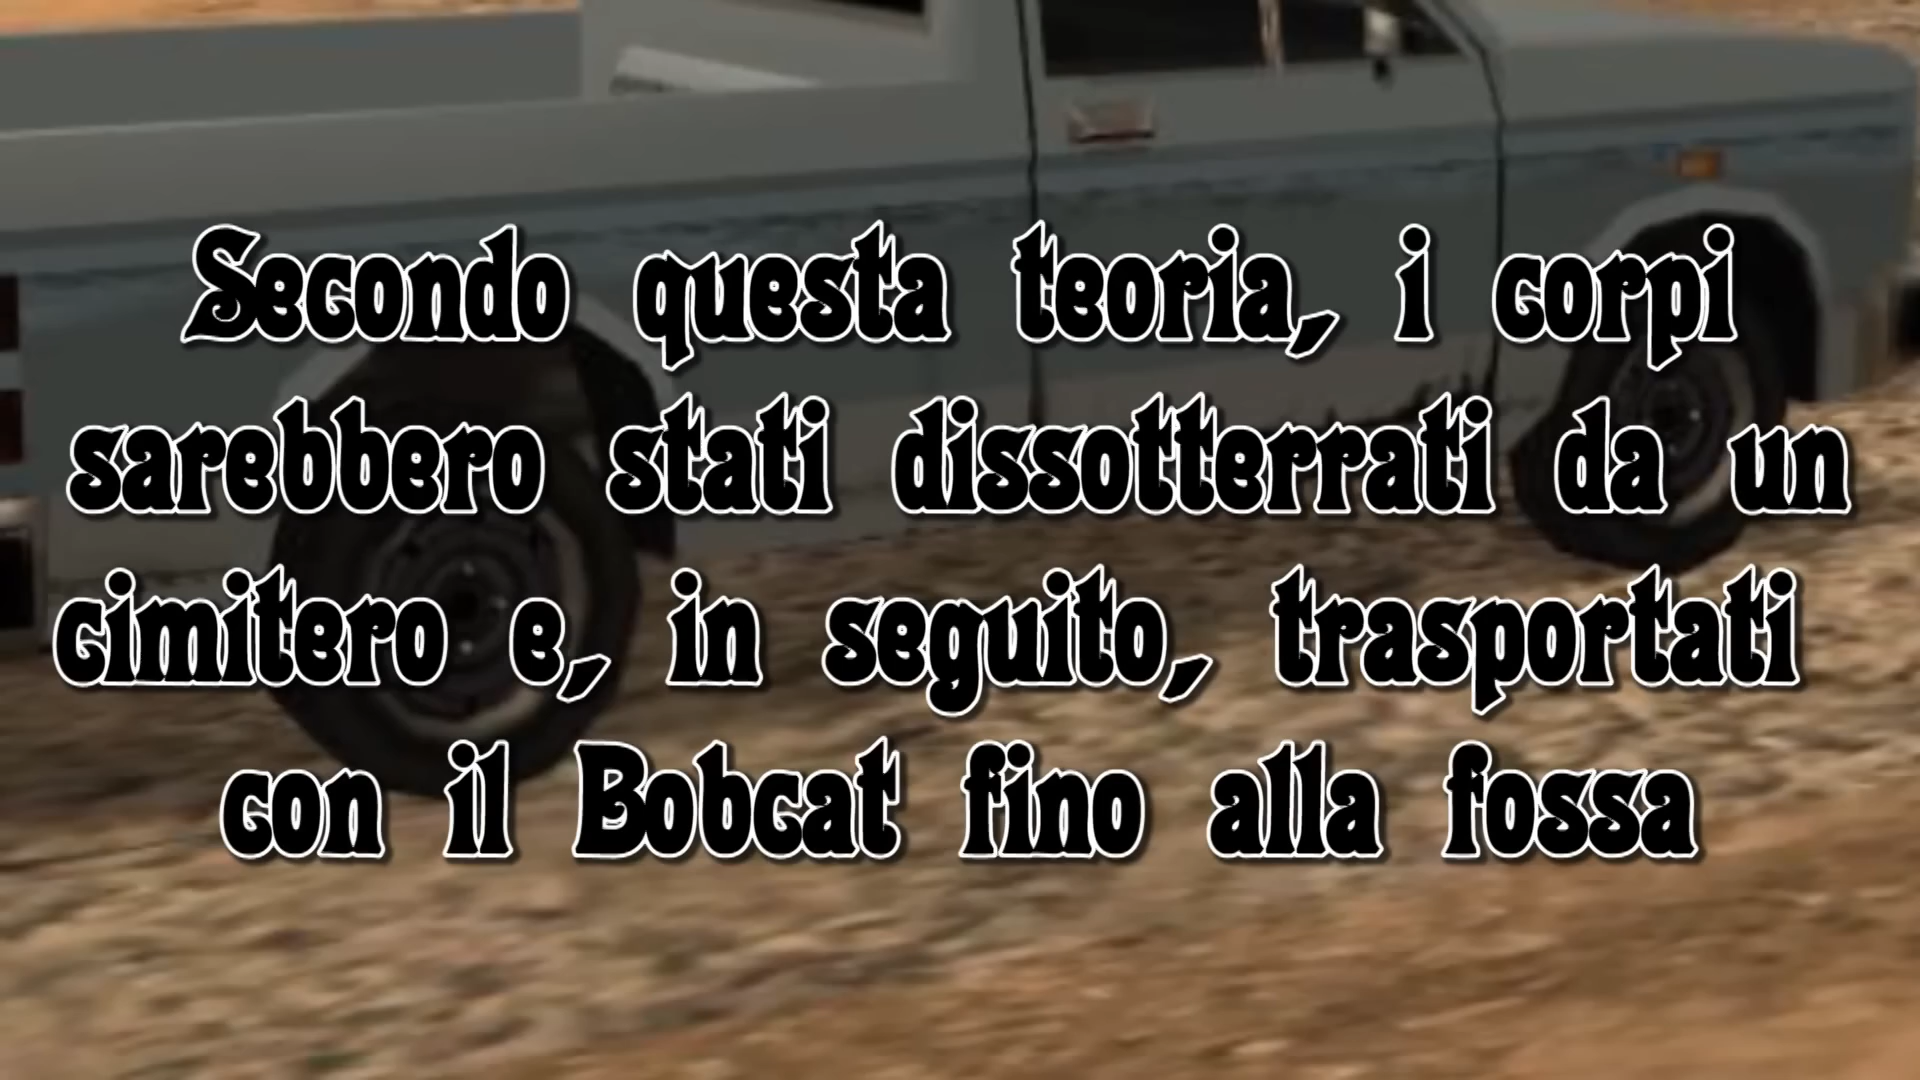 Secondo questa teoria, i corpi
sarebbero stati dissotterrati da un
cimitero e, in seguito, trasportati
con il Bobcat fino alla fossa